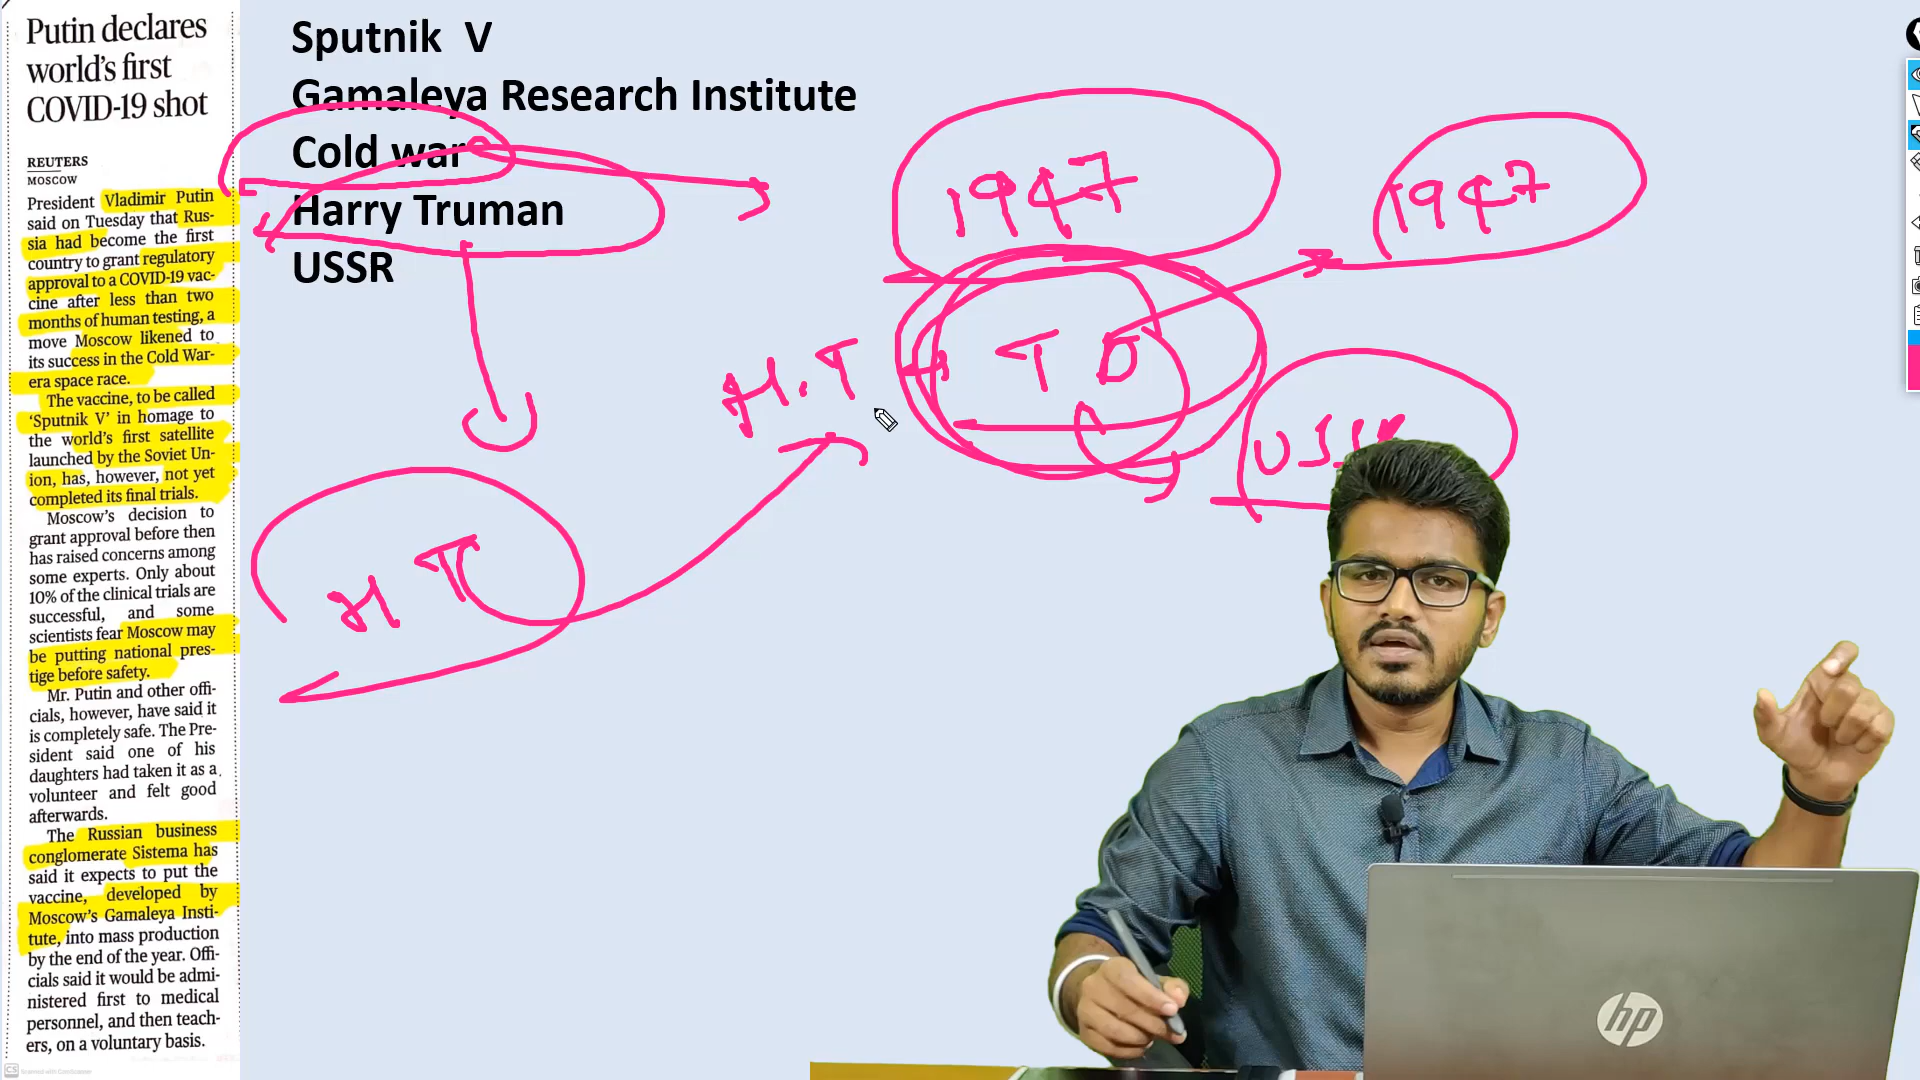 Putin declares
world's first
COVID-19 shot
REUTERS
MOSCOW
President Vladimir Putin
said on Tuesday that Rus-
sia had become the first
country to grant regulatory
approval to a COVID-19 vac-
cine after less than two
months of human testing, a
move Moscow likened to
its success in the Cold War-
era space race.
The vaccine, to be called
'Sputnik V' in homage to
the world's first satellite
launched by the Soviet Un-
ion, has, however, not yet
completed its final trials.
Moscow's decision to
grant approval before then
has raised concerns among
some experts. Only about
10% of the clinical trials are
successful, and some
scientists fear Moscow may
be putting national pres-
tige before safety.
Mr. Putin and other offi-
cials, however, have said it
is completely safe. The Pre-
sident said one of his
daughters had taken it as a
volunteer and felt good
afterwards.
The Russian business
conglomerate Sistema has
said it expects to put the
vaccine, developed by
Moscow's Gamaleya Insti-
tute, into mass production
by the end of the year. Offi-
cials said it would be admi-
nistered first to medical
personnel, and then teach-
ers, on a voluntary basis.
CS Scanned with CamScanner
Sputnik V
Gamaleya Research Institute
Cold war
Harry Truman
USSR
1947
1947
H.T
T D
USSR
H T
hp